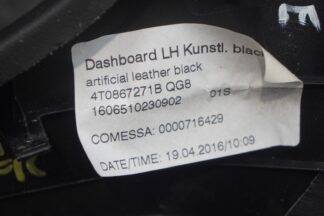 Dashboard LH Kunstl. black
artificial leather black
4T0867271B QG8
1606510230902 01S
COMESSA: 0000716429
DATE/TIME: 19.04.2016/10:09